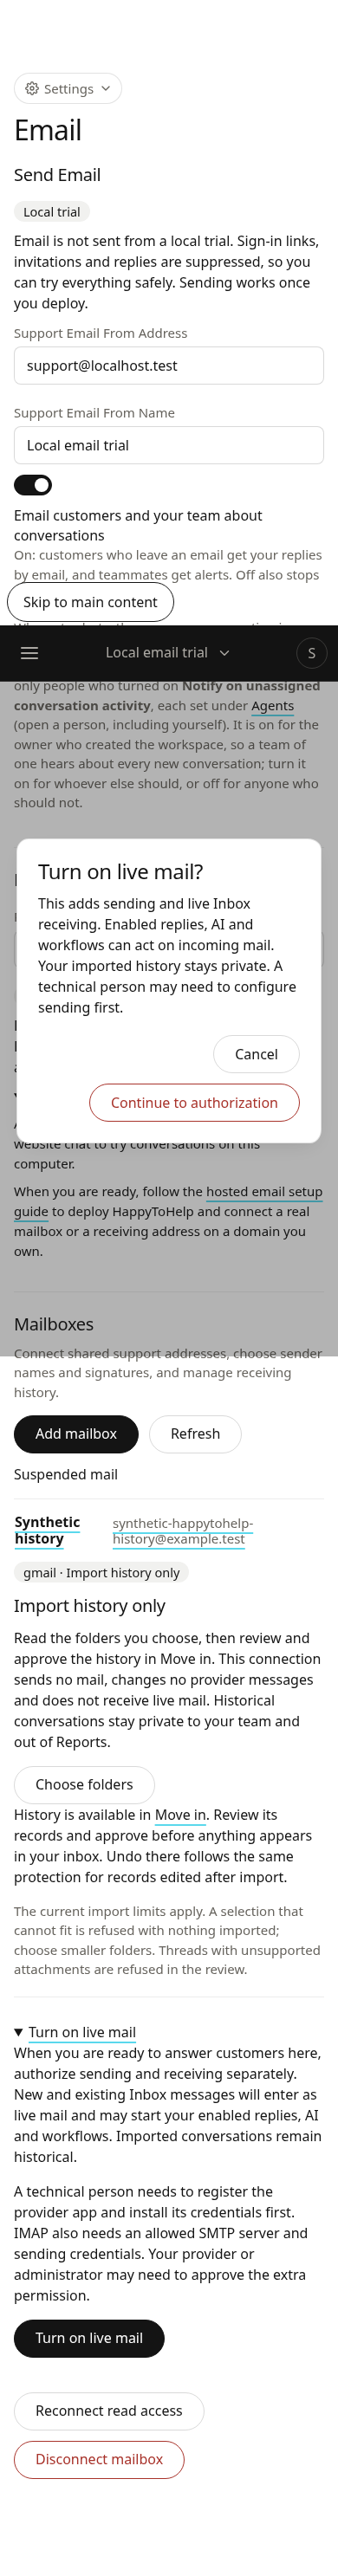 Settings
Email
Send Email
Local trial
Email is not sent from a local trial. Sign-in links,
invitations and replies are suppressed, so you
can try everything safely. Sending works once
you deploy.
Support Email From Address
support@localhost.test
Support Email From Name
Local email trial
Email customers and your team about
conversations
On: customers who leave an email get your replies
by email, and teammates get alerts. Off also stops
Skip to main content
Local email trial
S
only people who turned on Notify on unassigned
conversation activity, each set under Agents
(open a person, including yourself). It is on for the
owner who created the workspace, so a team of
one hears about every new conversation; turn it
on for whoever else should, or off for anyone who
should not.
Turn on live mail?
This adds sending and live Inbox
receiving. Enabled replies, AI and
workflows can act on incoming mail.
Your imported history stays private. A
technical person may need to configure
sending first.
Cancel
Continue to authorization
website chat to try conversations on this
computer.
When you are ready, follow the hosted email setup
guide to deploy HappyToHelp and connect a real
mailbox or a receiving address on a domain you
own.
Mailboxes
Connect shared support addresses, choose sender
names and signatures, and manage receiving
history.
Add mailbox
Refresh
Suspended mail
Synthetic
history
synthetic-happytohelp-
history@example.test
gmail · Import history only
Import history only
Read the folders you choose, then review and
approve the history in Move in. This connection
sends no mail, changes no provider messages
and does not receive live mail. Historical
conversations stay private to your team and
out of Reports.
Choose folders
History is available in Move in. Review its
records and approve before anything appears
in your inbox. Undo there follows the same
protection for records edited after import.
The current import limits apply. A selection that
cannot fit is refused with nothing imported;
choose smaller folders. Threads with unsupported
attachments are refused in the review.
Turn on live mail
When you are ready to answer customers here,
authorize sending and receiving separately.
New and existing Inbox messages will enter as
live mail and may start your enabled replies, AI
and workflows. Imported conversations remain
historical.
A technical person needs to register the
provider app and install its credentials first.
IMAP also needs an allowed SMTP server and
sending credentials. Your provider or
administrator may need to approve the extra
permission.
Turn on live mail
Reconnect read access
Disconnect mailbox